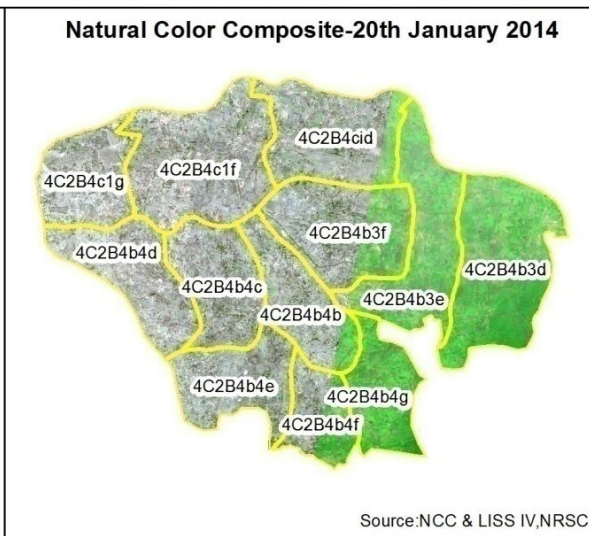 Natural Color Composite-20th January 2014
4C2B4cid
4C2B4c1f
4C2B4c1g
4C2B4b3f
4C2B4b4d
4C2B4b3d
4C2B4b4c
4C2B4b3e
4C2B4b4b
4C2B4b4e
4C2B4b4g
4C2B4b4f
Source:NCC & LISS IV,NRSC